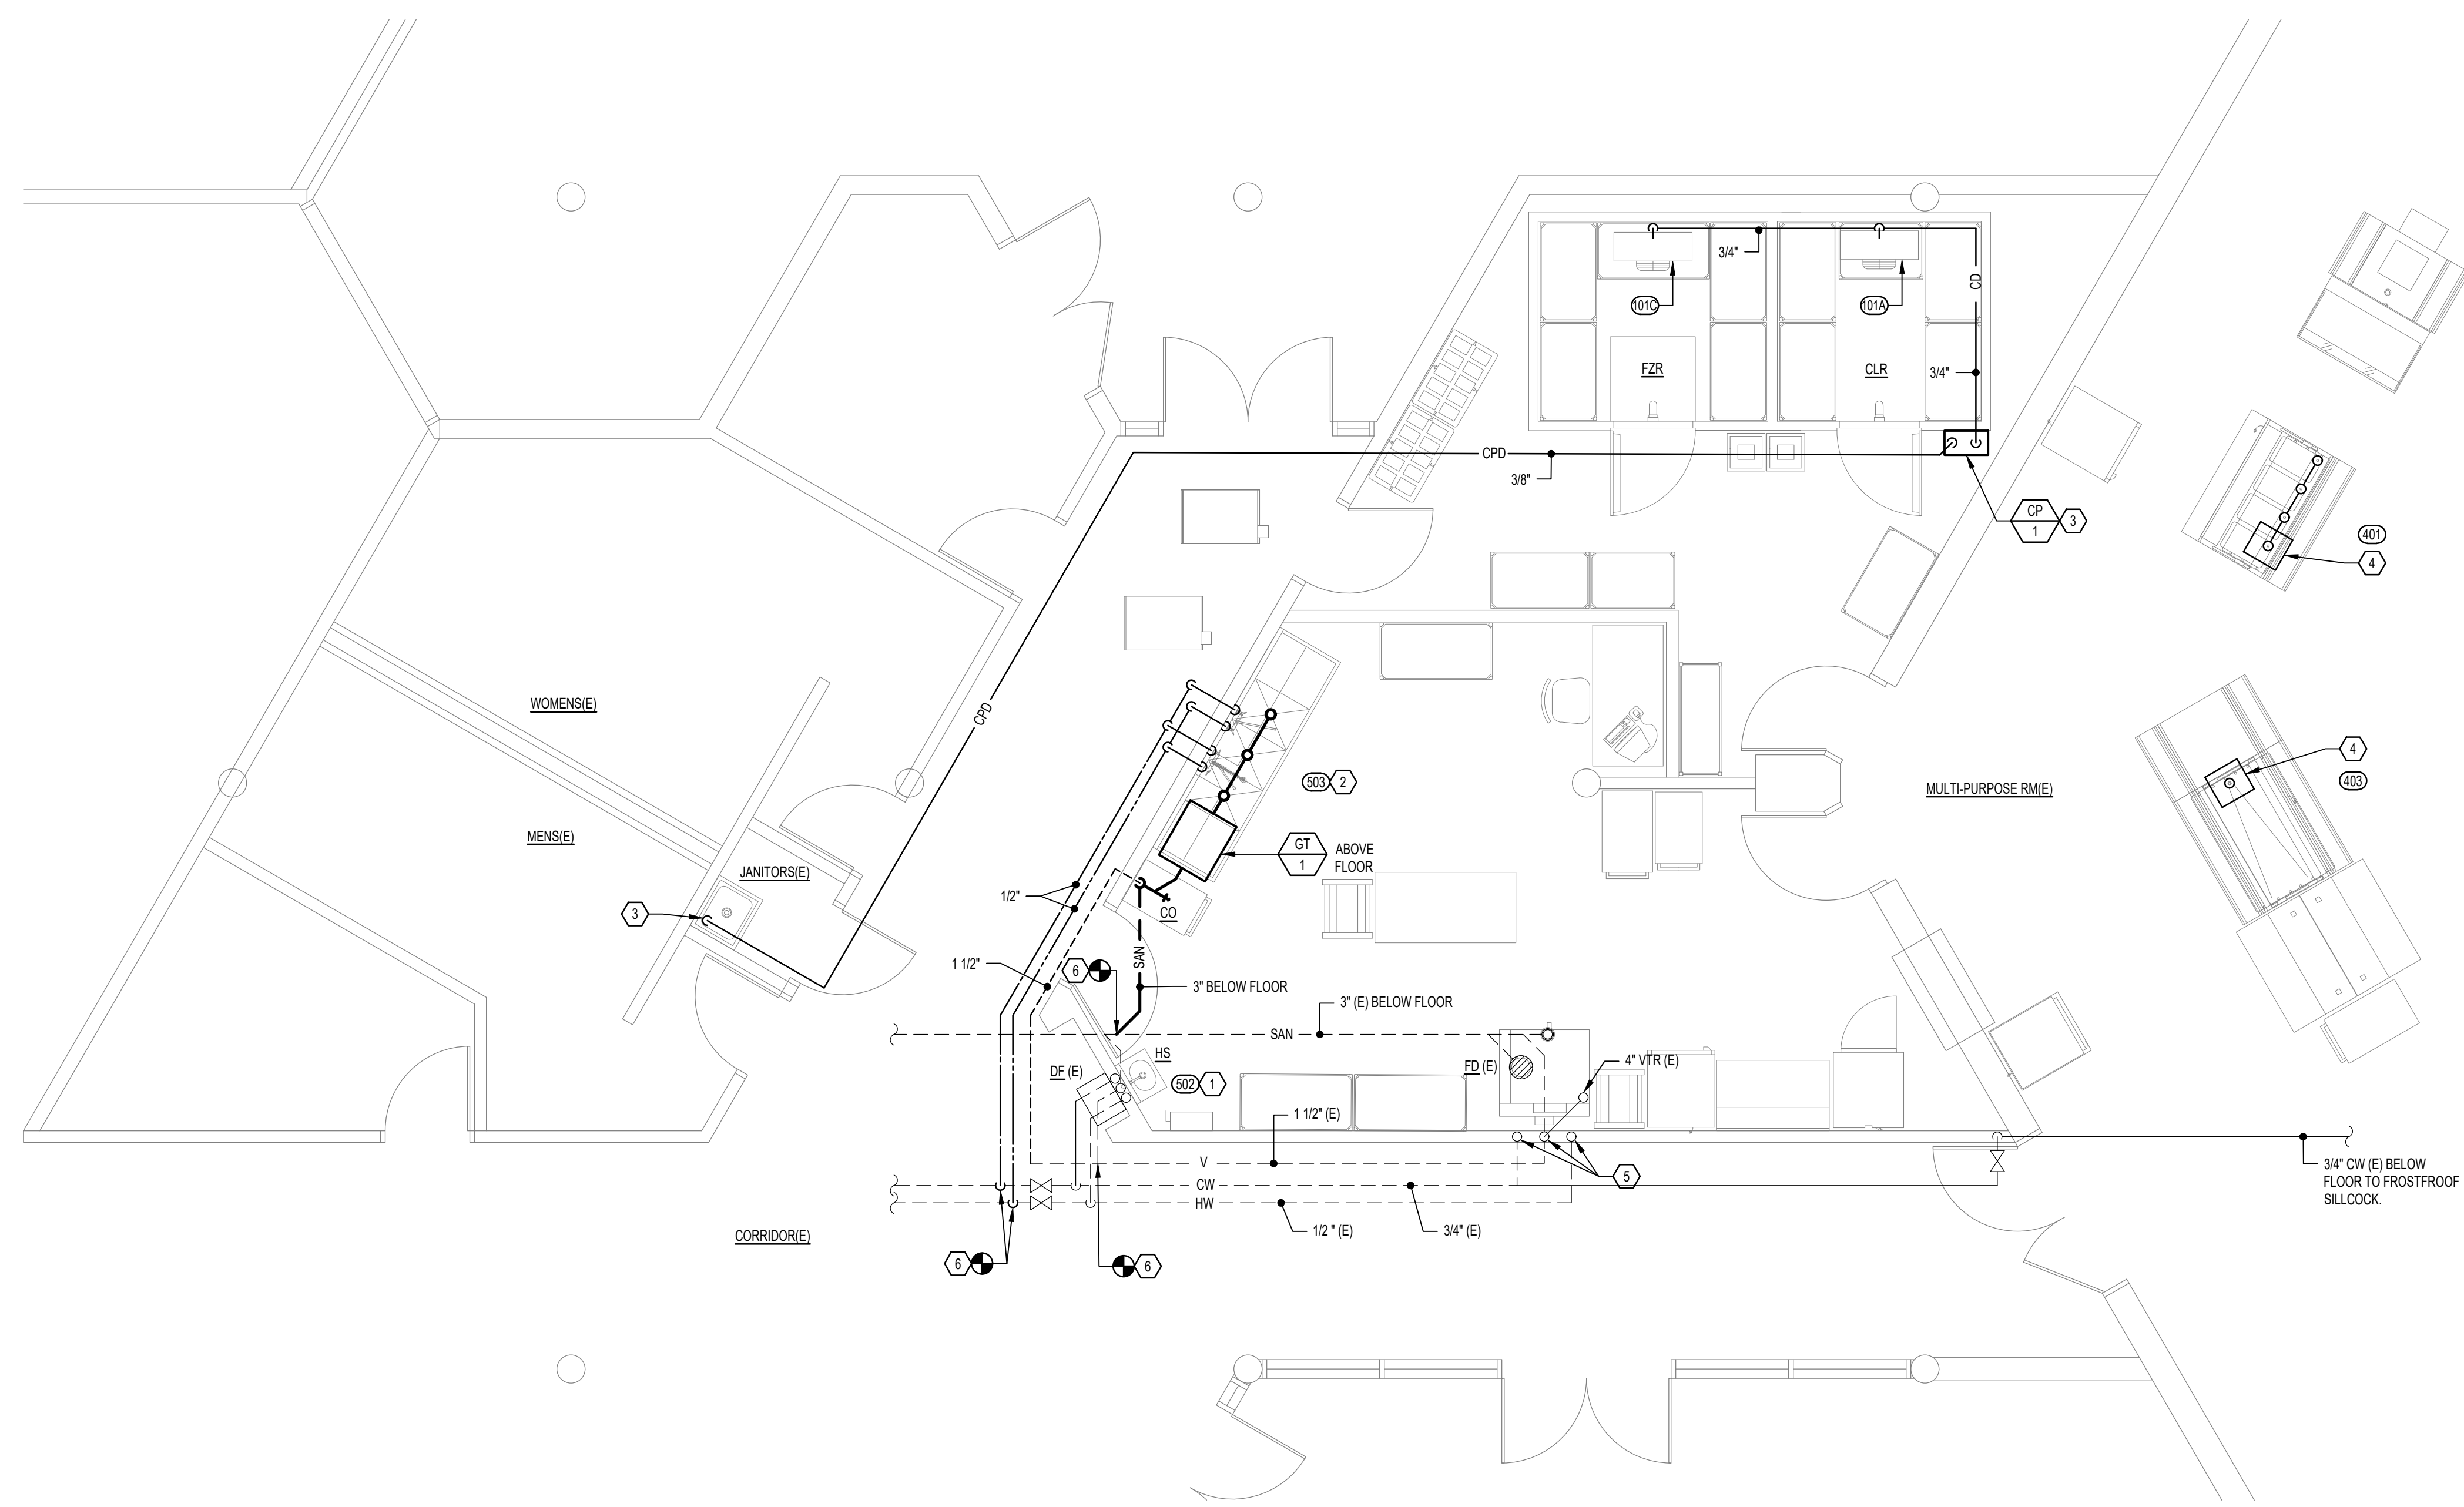 3/4"
CD
101C
101A
FZR
CLR
3/4"
CPD
3/8"
CP
1
3
401
4
WOMENS(E)
CPD
503
2
4
403
MULTI-PURPOSE RM(E)
MENS(E)
GT
1
ABOVE
FLOOR
JANITORS(E)
1/2"
3
CO
SAN
1 1/2"
6
3" BELOW FLOOR
3" (E) BELOW FLOOR
SAN
HS
DF (E)
502
1
FD (E)
4" VTR (E)
1 1/2" (E)
V
5
3/4" CW (E) BELOW
FLOOR TO FROSTFROOF
SILLCOCK.
CW
HW
1/2 " (E)
3/4" (E)
CORRIDOR(E)
6
6